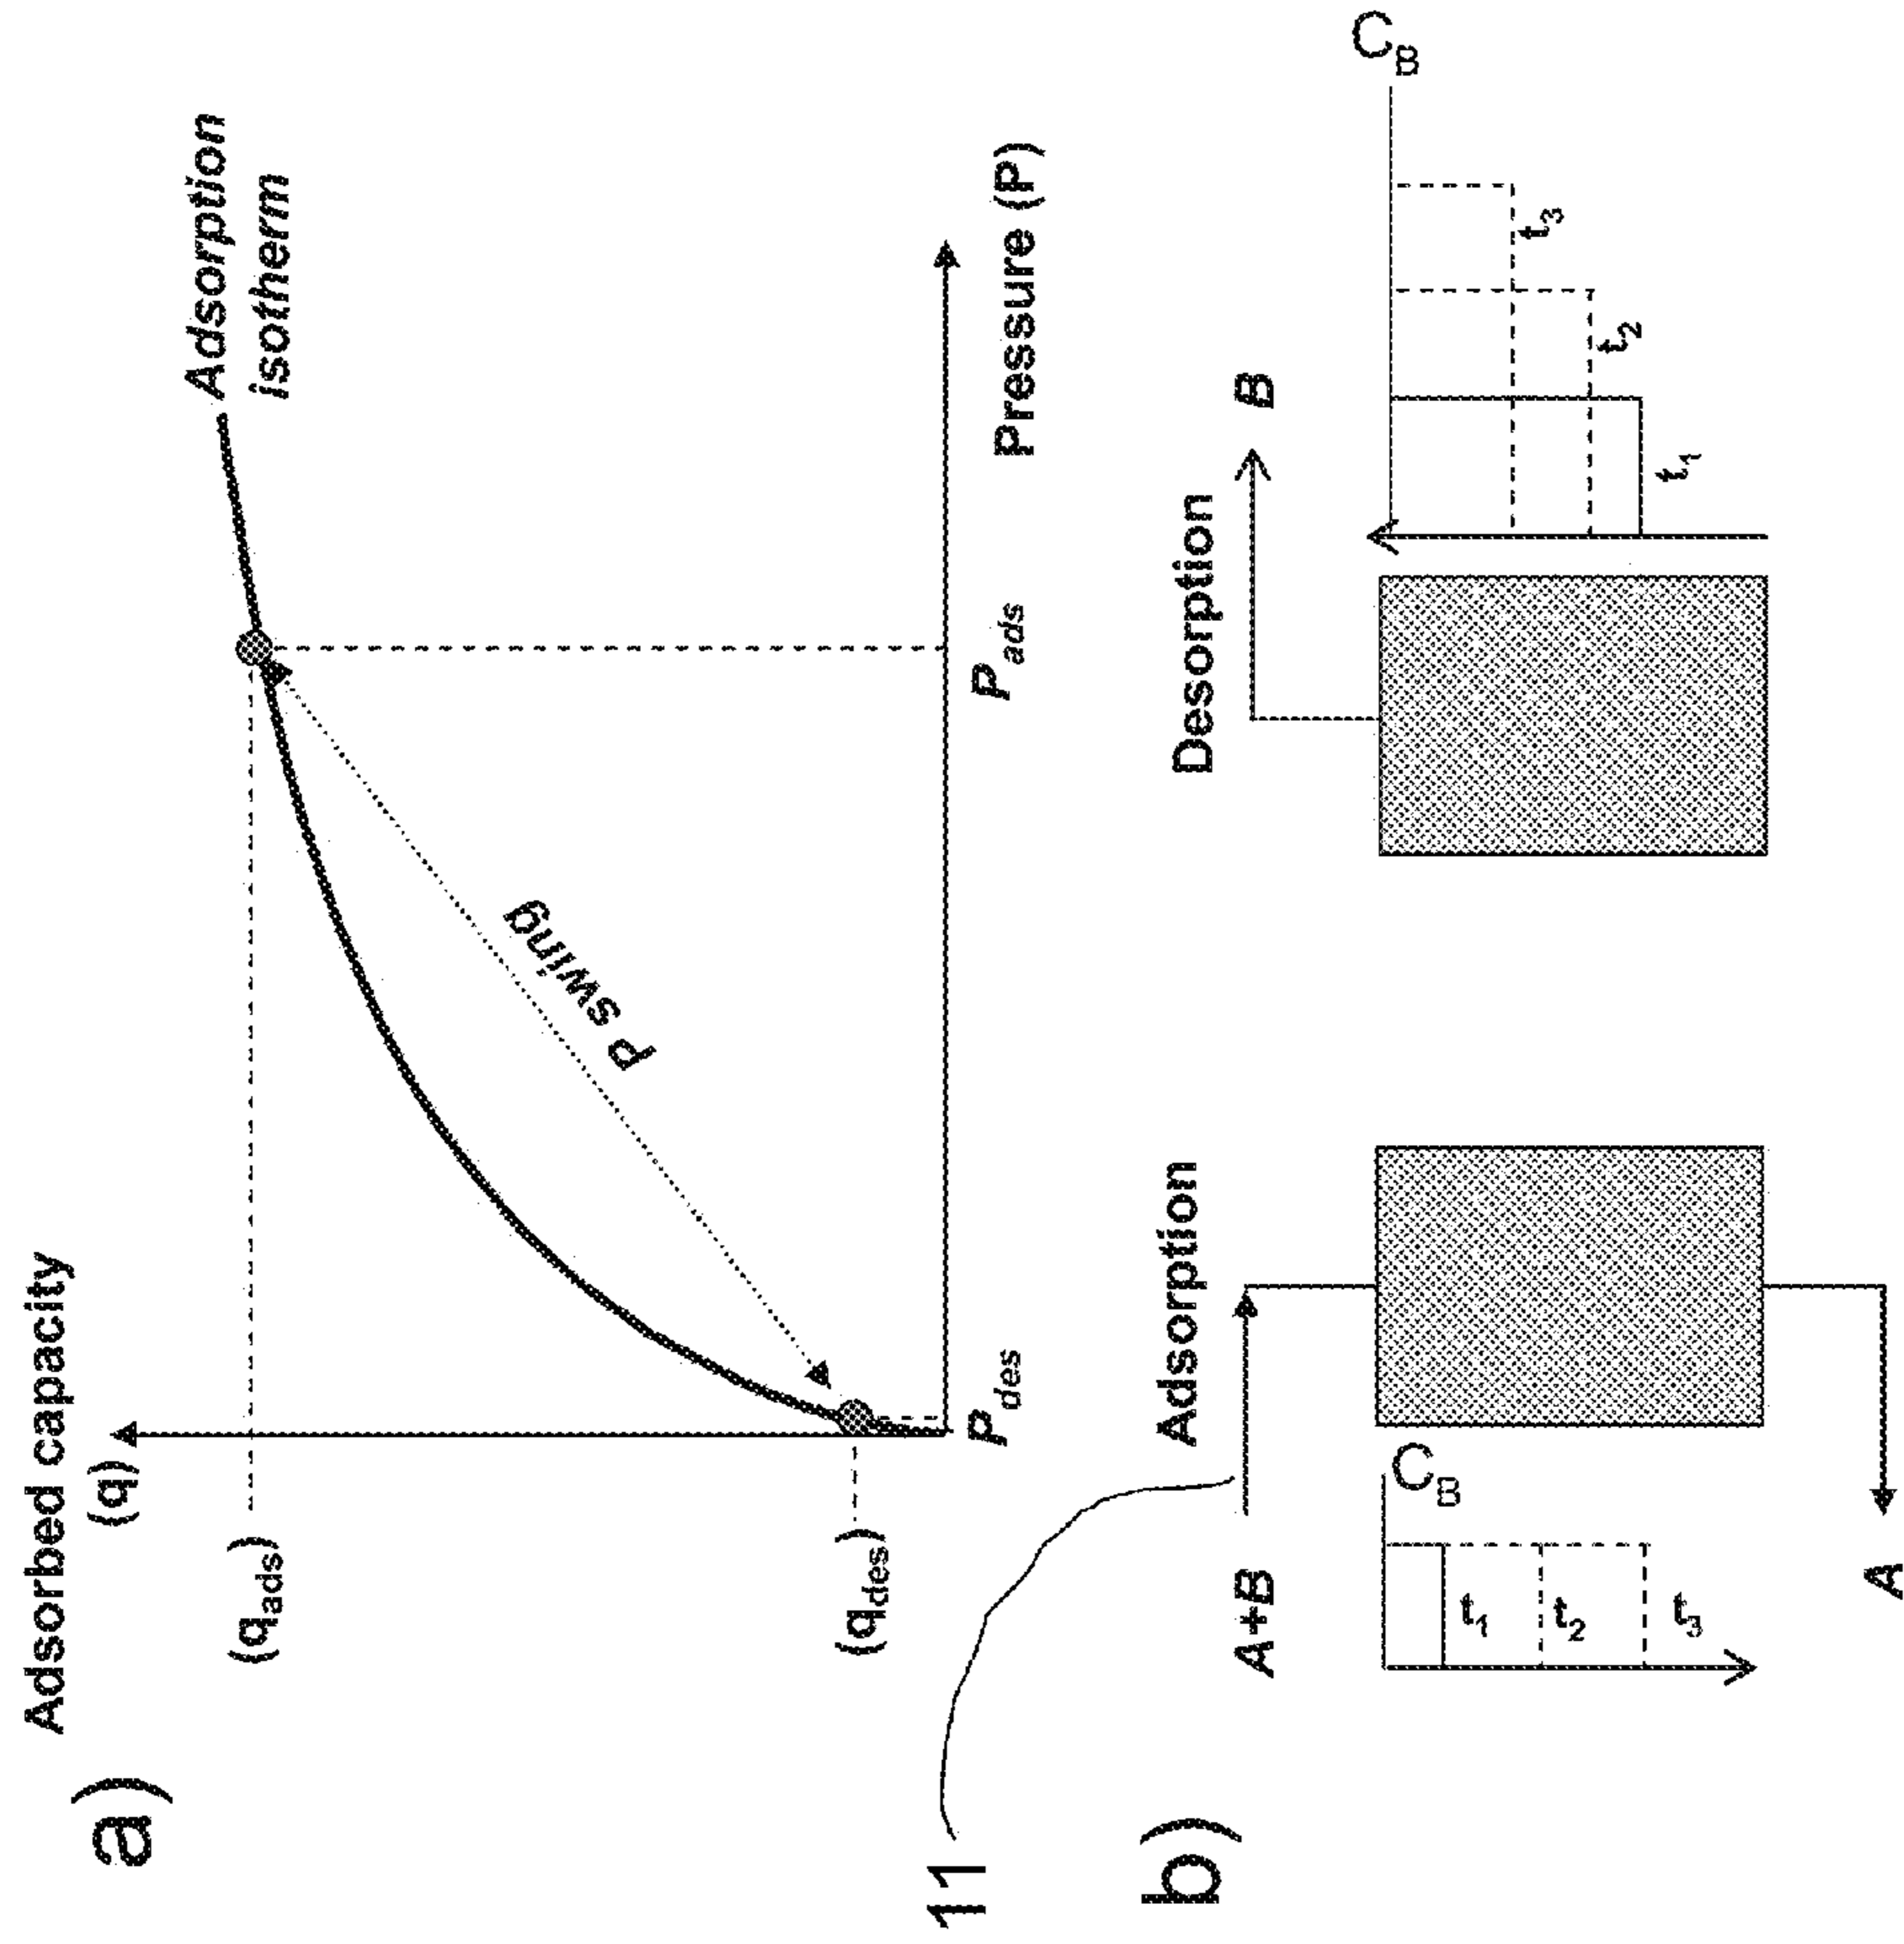 a)
Adsorbed capacity
(q)
Adsorption
isotherm
(q_ads)
P swing
(q_des)
P_des
P_ads
Pressure (P)
11
b)
Adsorption
Desorption
A+B
B
C_B
C_B
t_1
t_2
t_3
t_3
t_2
t_1
A